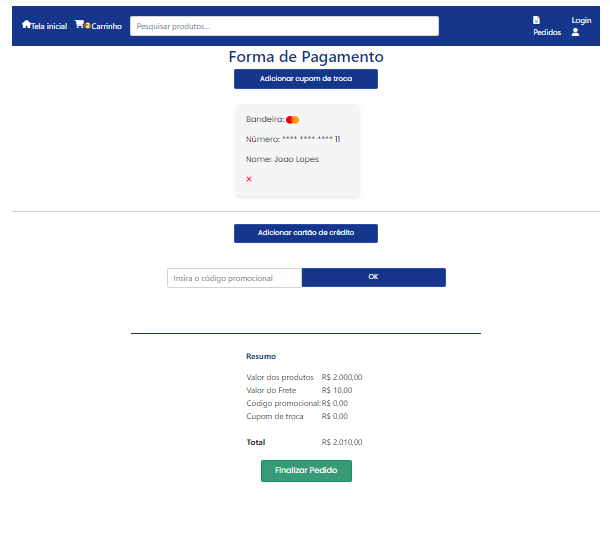 Tela inicial 2 Carrinho Pesquisar produtos... Pedidos Login
Forma de Pagamento
Adicionar cupom de troca
Bandeira:
Número: **** **** **** 11
Nome: Joao Lopes
Adicionar cartão de crédito
Insira o código promocional OK
Resumo
Valor dos produtos R$ 2.000,00
Valor do Frete R$ 10,00
Código promocional: R$ 0,00
Cupom de troca R$ 0,00
Total R$ 2.010,00
Finalizar Pedido